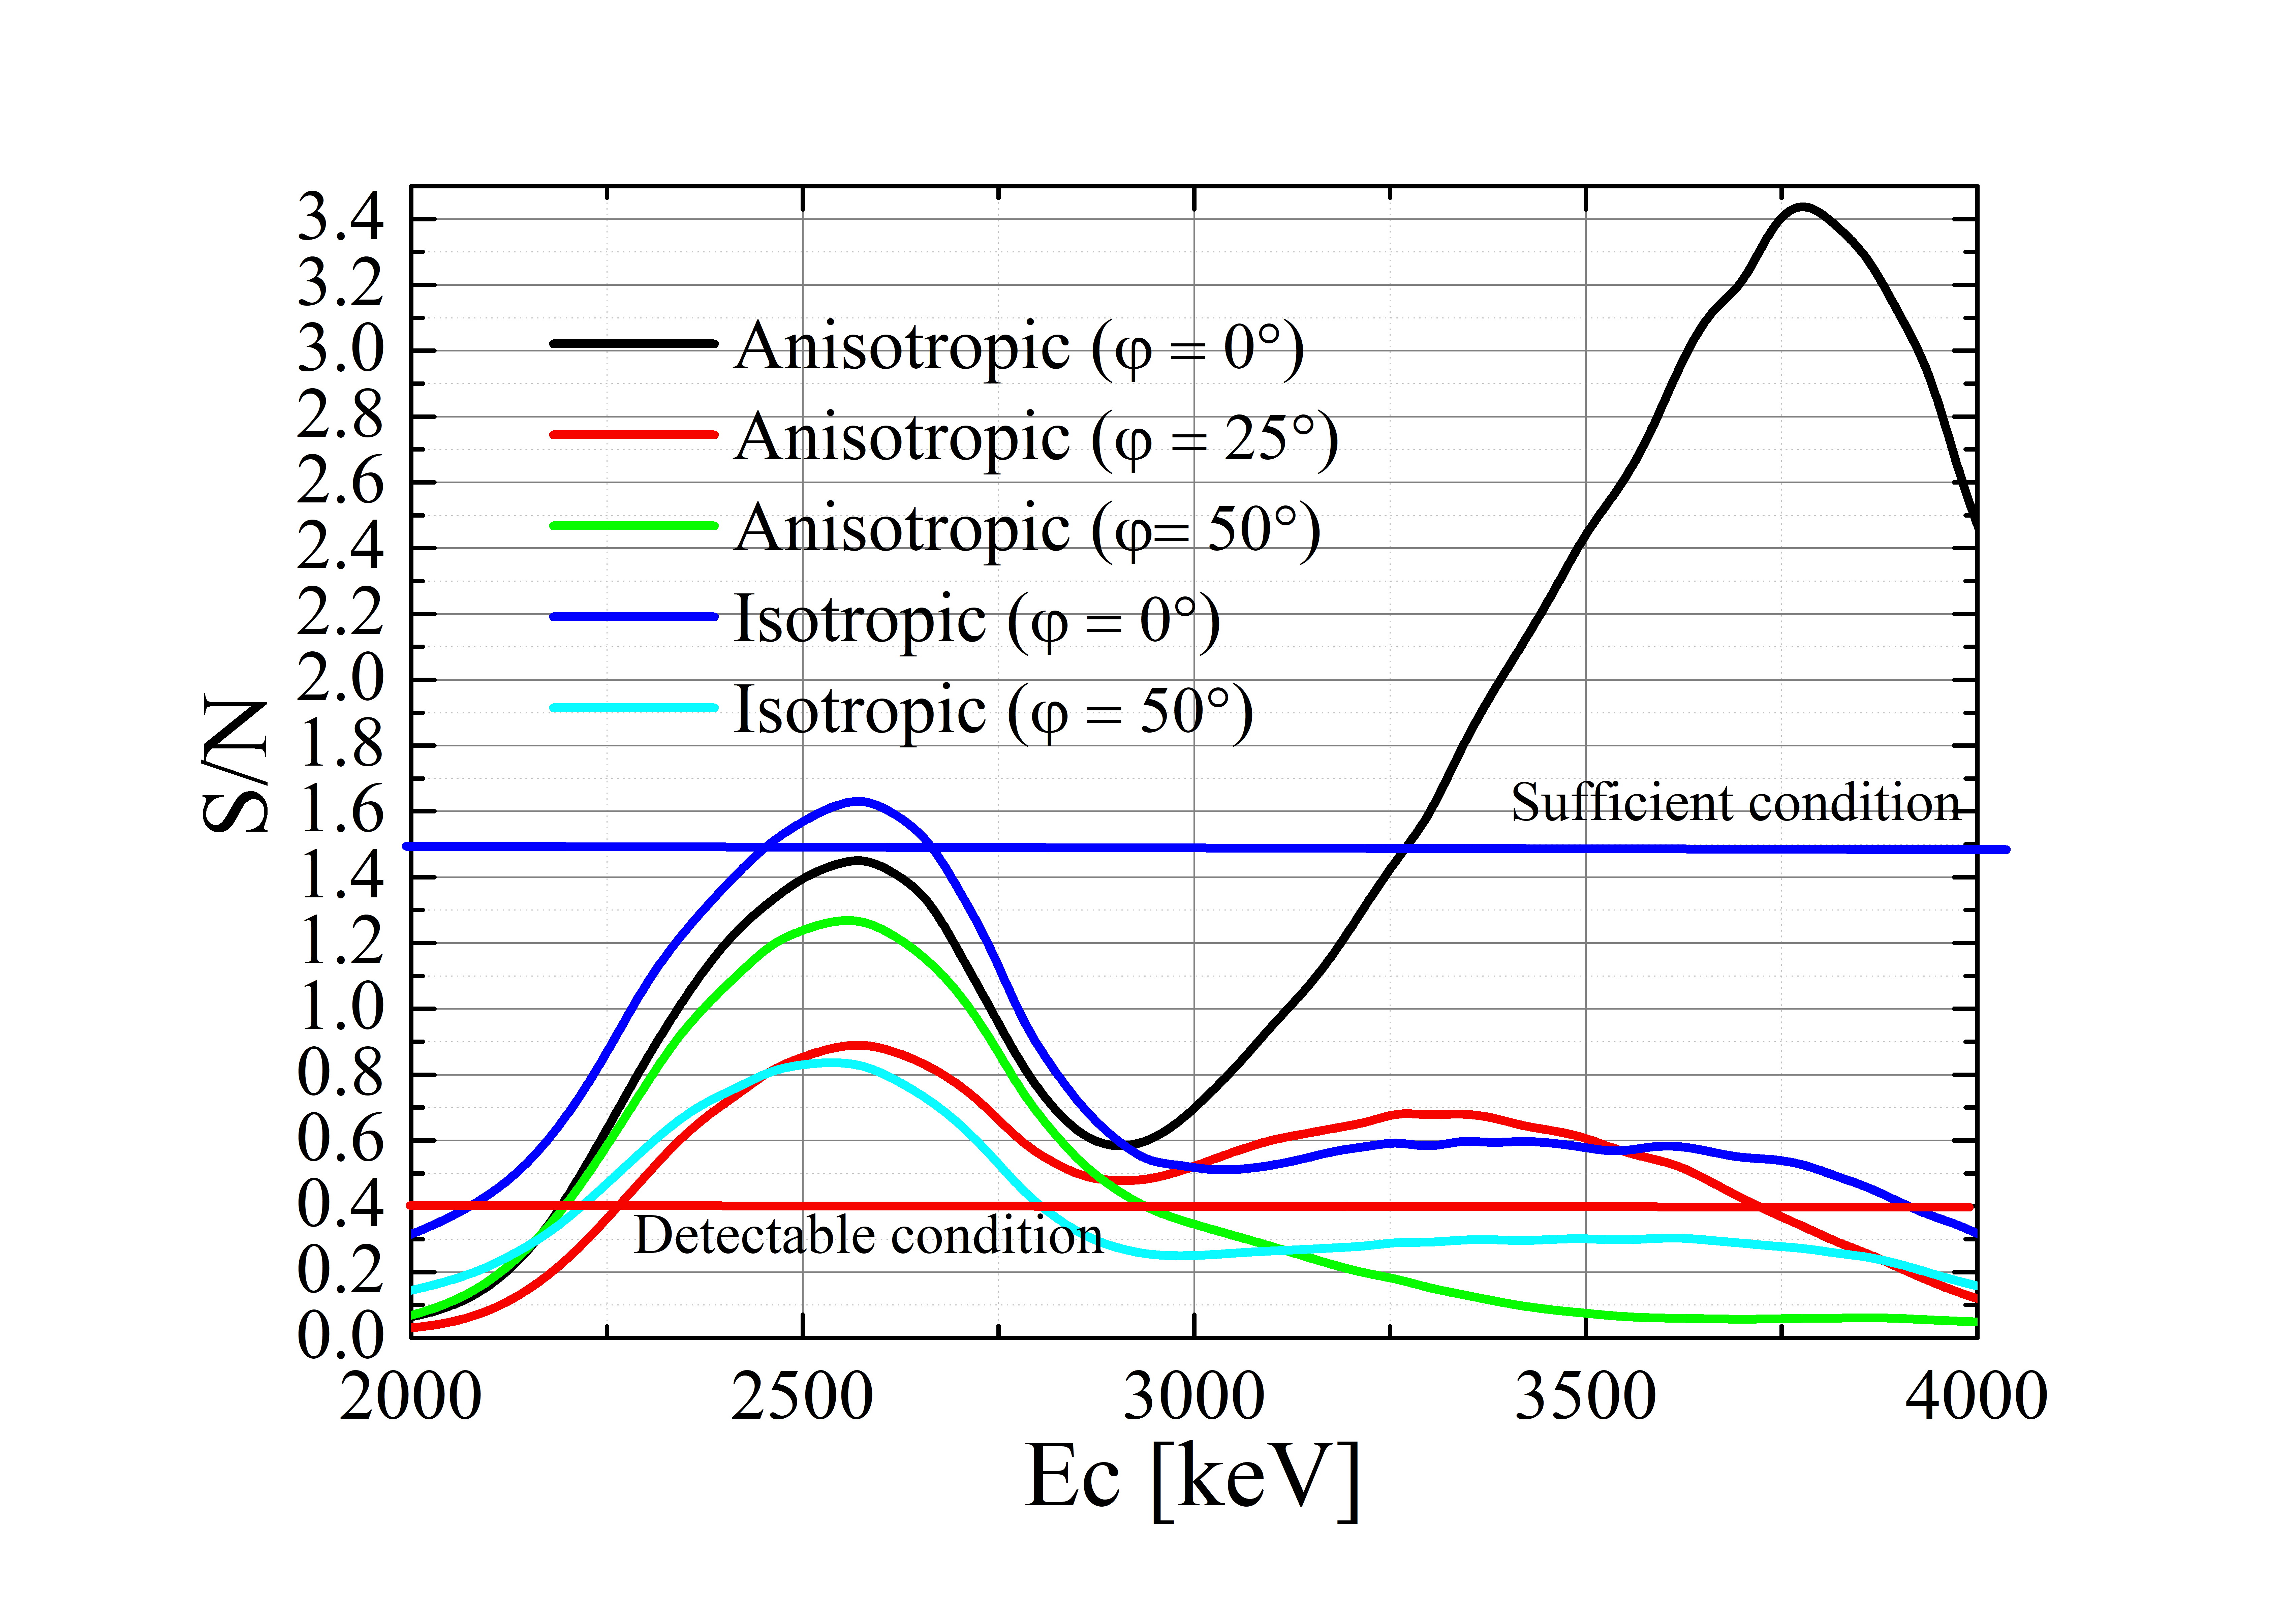 3.4
3.2
3.0
2.8
2.6
2.4
2.2
2.0
1.8
1.6
1.4
1.2
1.0
0.8
0.6
0.4
0.2
0.0
S/N
Anisotropic (φ = 0°)
Anisotropic (φ = 25°)
Anisotropic (φ= 50°)
Isotropic (φ = 0°)
Isotropic (φ = 50°)
Sufficient condition
Detectable condition
2000 2500 3000 3500 4000
Ec [keV]